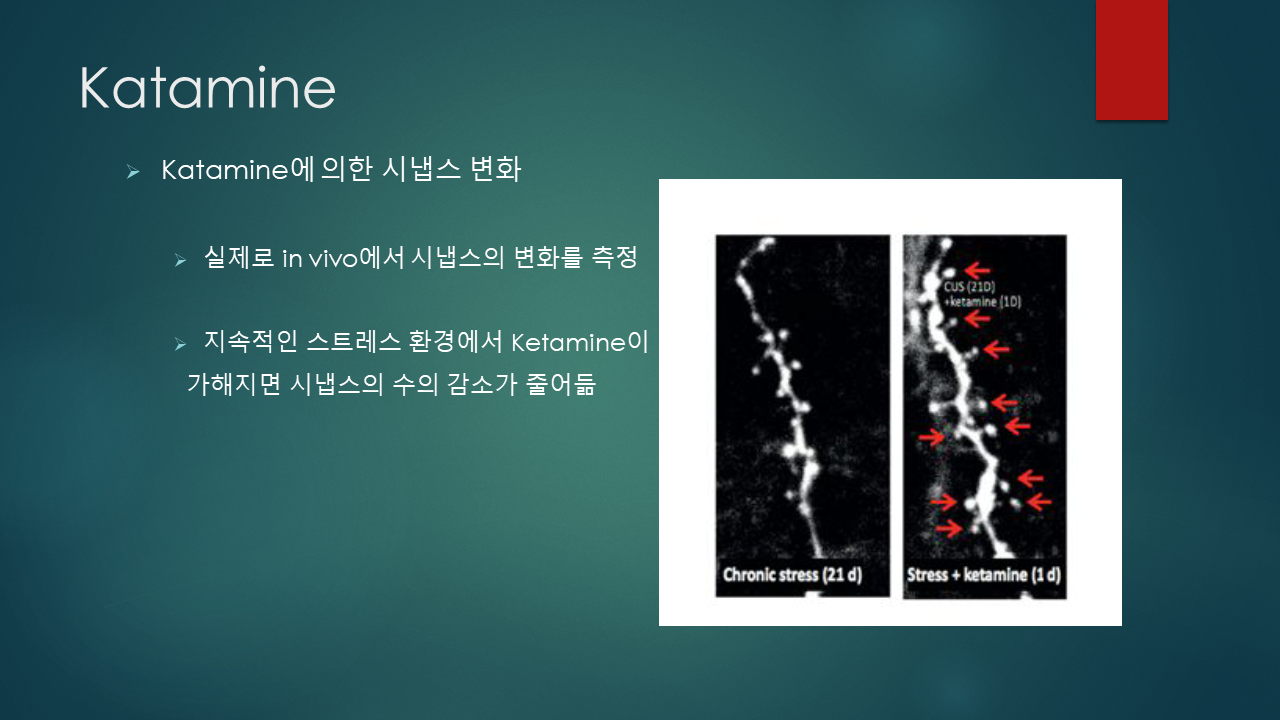 Katamine
Katamine에 의한 시냅스 변화
실제로 in vivo에서 시냅스의 변화를 측정
지속적인 스트레스 환경에서 Ketamine이
가해지면 시냅스의 수의 감소가 줄어듦
CUS (21D)
+ketamine (1D)
Chronic stress (21 d)
Stress + ketamine (1 d)